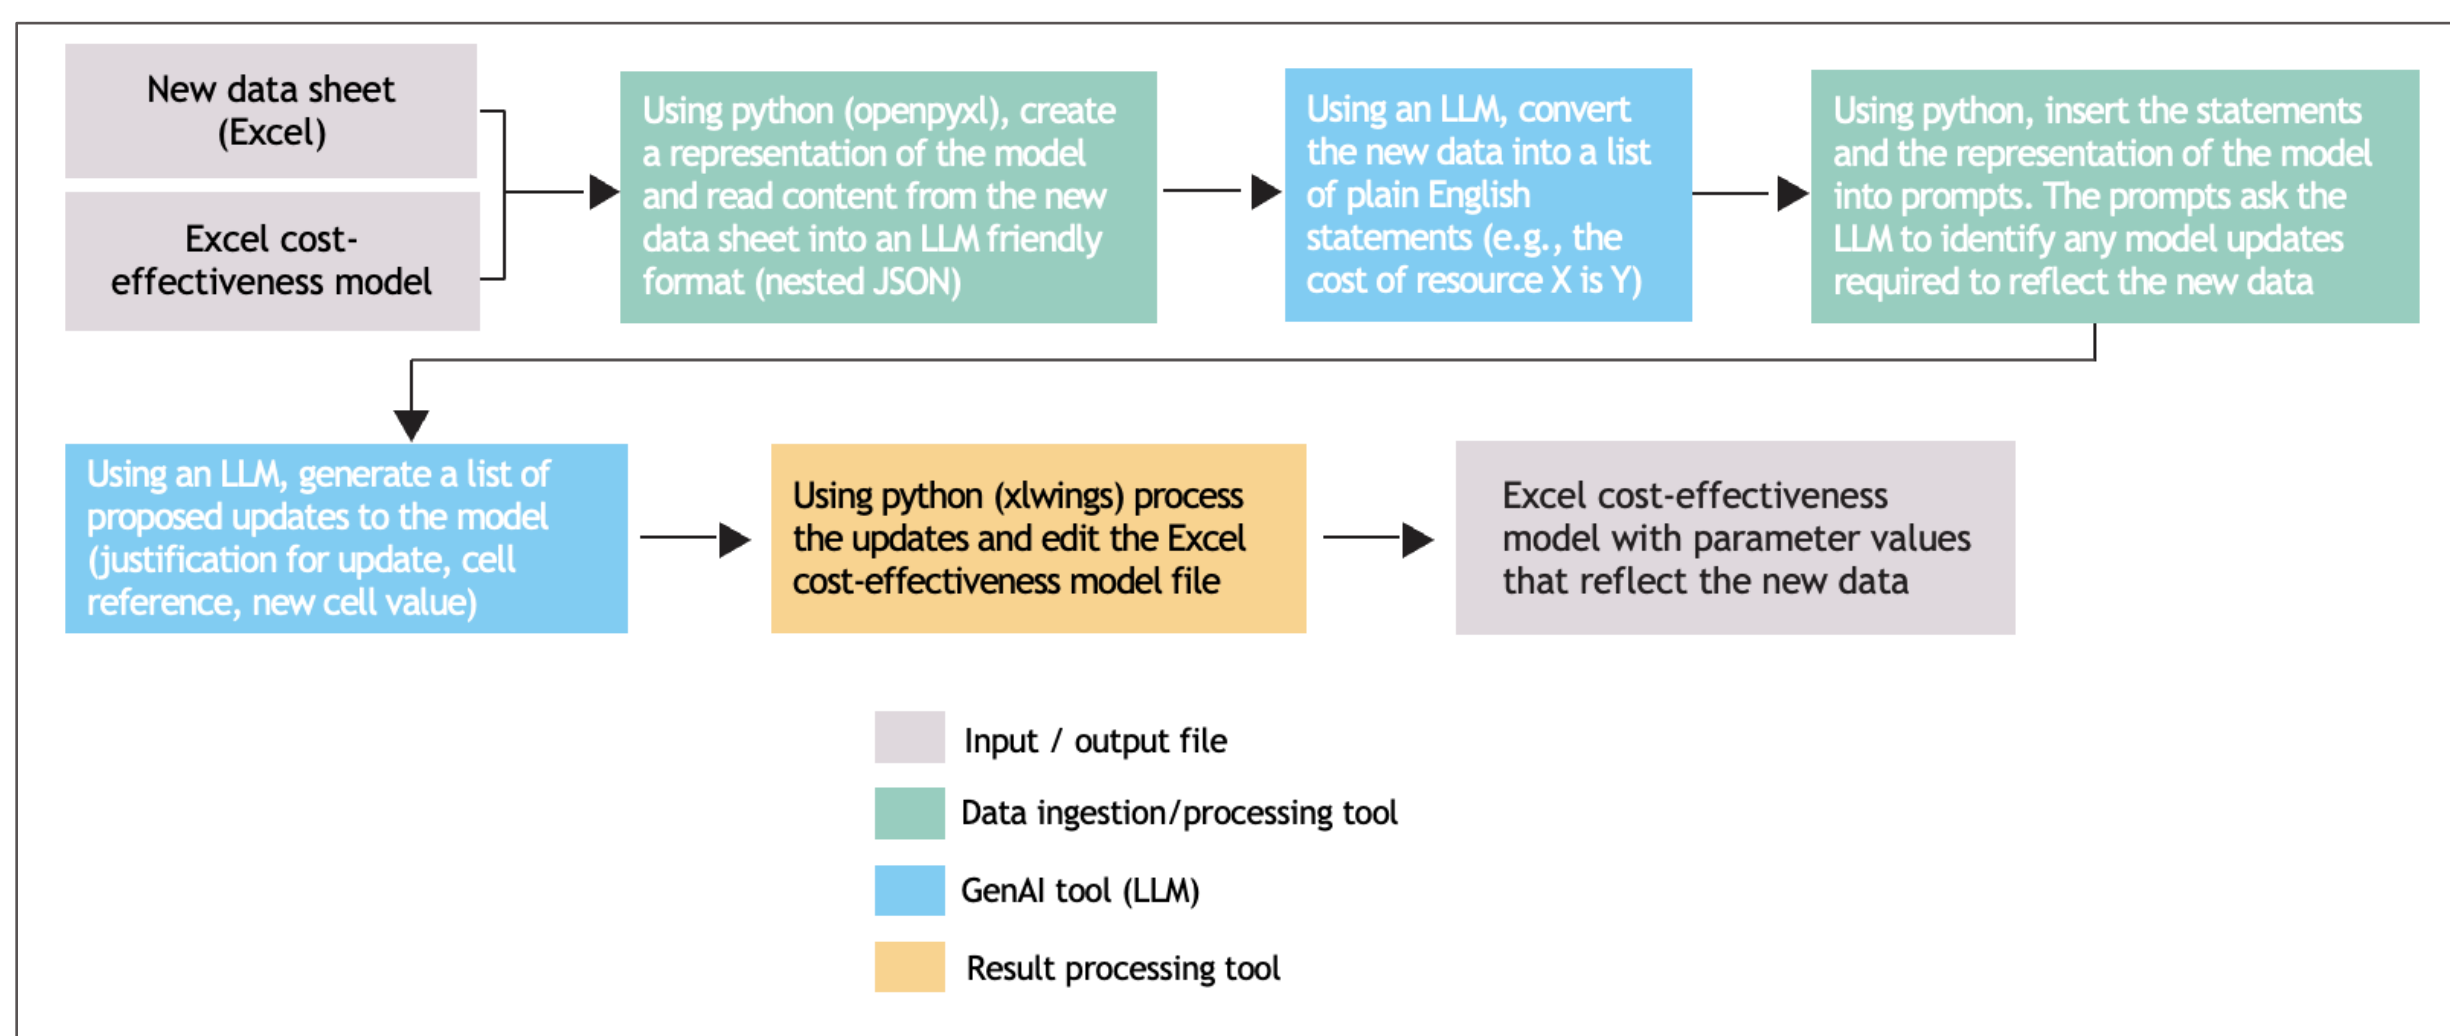 New data sheet
(Excel)
Excel cost-
effectiveness model
Using python (openpyxl), create
a representation of the model
and read content from the new
data sheet into an LLM friendly
format (nested JSON)
Using an LLM, convert
the new data into a list
of plain English
statements (e.g., the
cost of resource X is Y)
Using python, insert the statements
and the representation of the model
into prompts. The prompts ask the
LLM to identify any model updates
required to reflect the new data
Using an LLM, generate a list of
proposed updates to the model
(justification for update, cell
reference, new cell value)
Using python (xlwings) process
the updates and edit the Excel
cost-effectiveness model file
Excel cost-effectiveness
model with parameter values
that reflect the new data
Input / output file
Data ingestion/processing tool
GenAI tool (LLM)
Result processing tool